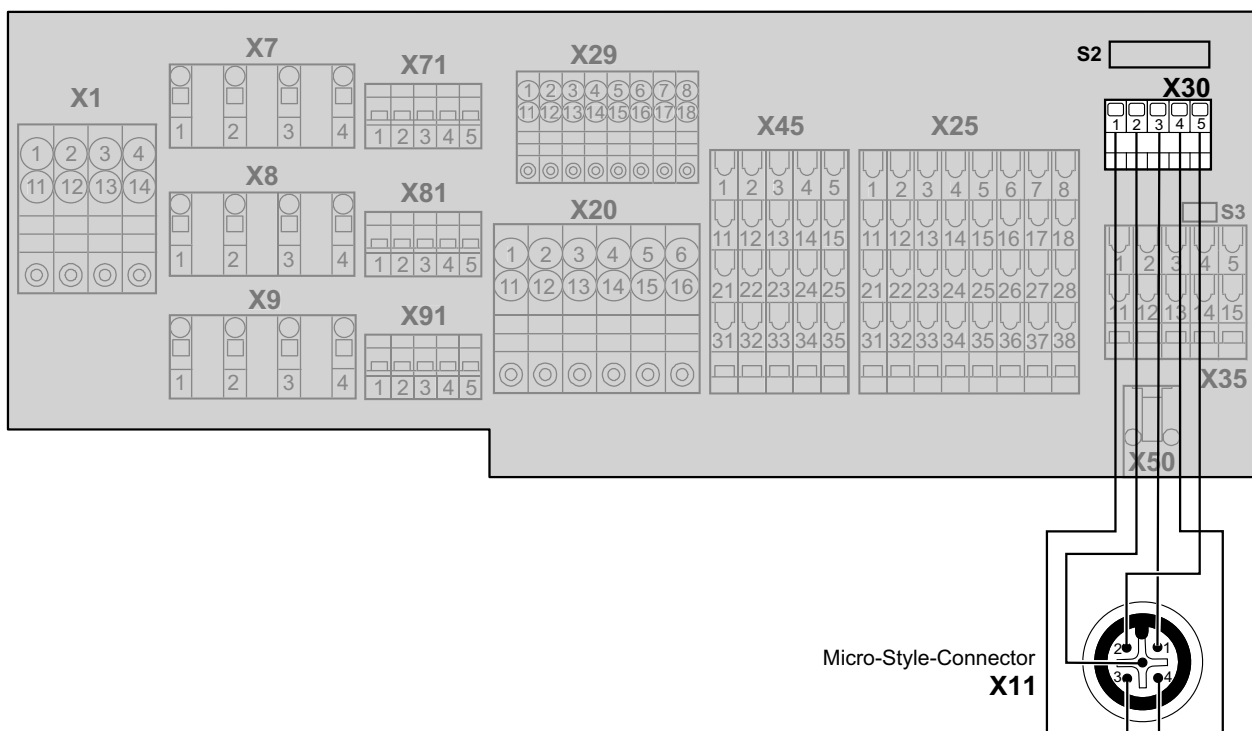 X1
1 2 3 4
11 12 13 14
X7
1 2 3 4
X8
1 2 3 4
X9
1 2 3 4
X71
1 2 3 4 5
X81
1 2 3 4 5
X91
1 2 3 4 5
X29
1 2 3 4 5 6 7 8
11 12 13 14 15 16 17 18
X20
1 2 3 4 5 6
11 12 13 14 15 16
X45
1 2 3 4 5
11 12 13 14 15
21 22 23 24 25
31 32 33 34 35
X25
1 2 3 4 5 6 7 8
11 12 13 14 15 16 17 18
21 22 23 24 25 26 27 28
31 32 33 34 35 36 37 38
S2
X30
1 2 3 4 5
S3
1 2 3 4 5
11 12 13 14 15
X35
X50
Micro-Style-Connector
X11
2 1
3 4